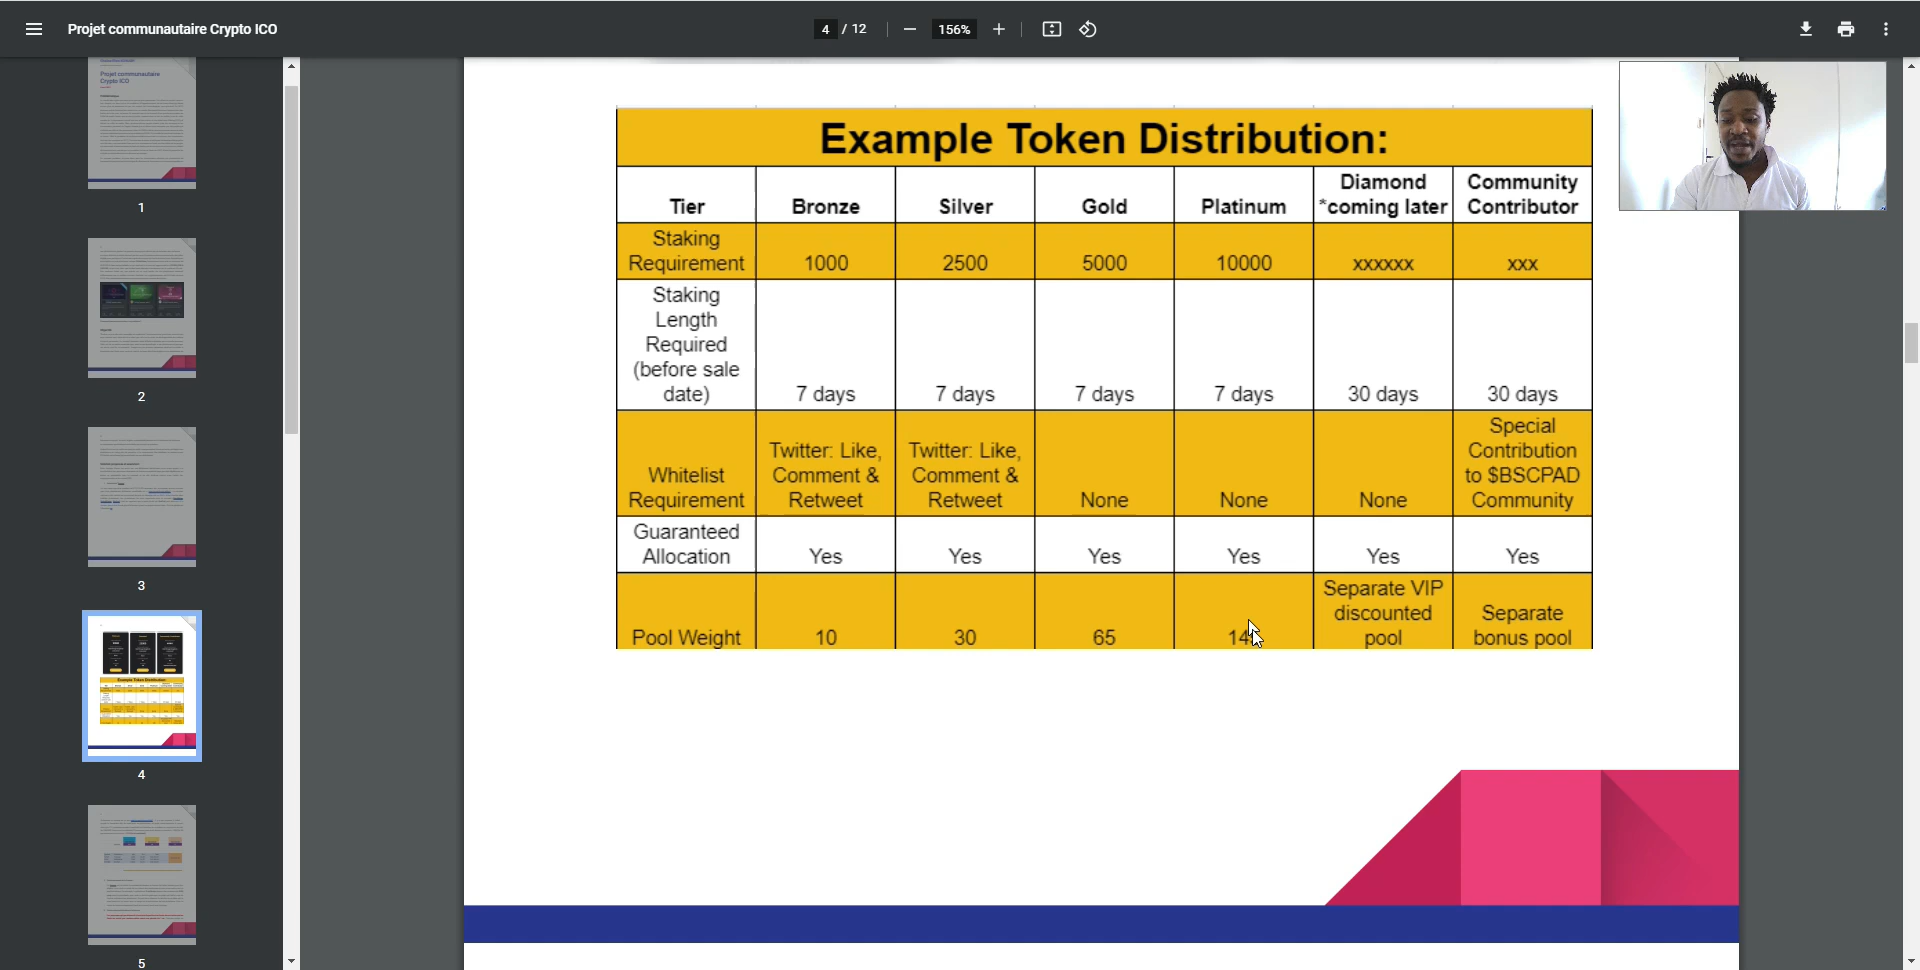 Projet communautaire Crypto ICO
4 / 12
156%
Projet communautaire
Crypto ICO
1
2
3
4
5
Example Token Distribution:
Tier Bronze Silver Gold Platinum Diamond *coming later Community Contributor
Staking Requirement 1000 2500 5000 10000 xxxxxx xxx
Staking Length Required (before sale date) 7 days 7 days 7 days 7 days 30 days 30 days
Whitelist Requirement Twitter: Like, Comment & Retweet Twitter: Like, Comment & Retweet None None None Special Contribution to $BSCPAD Community
Guaranteed Allocation Yes Yes Yes Yes Yes Yes
Pool Weight 10 30 65 Separate VIP discounted pool Separate bonus pool